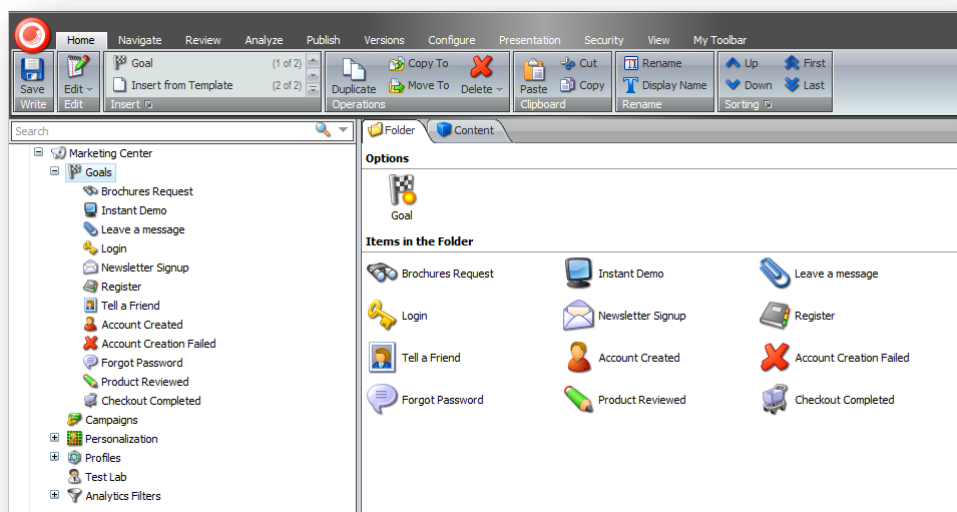 Home Navigate Review Analyze Publish Versions Configure Presentation Security View My Toolbar
Goal (1 of 2) Copy To Cut Rename Up First
Insert from Template (2 of 2) Move To Copy Display Name Down Last
Save Edit Duplicate Delete Paste
Write Edit Insert Operations Clipboard Rename Sorting
Search
Folder Content
Marketing Center
Goals
Brochures Request
Instant Demo
Leave a message
Login
Newsletter Signup
Register
Tell a Friend
Account Created
Account Creation Failed
Forgot Password
Product Reviewed
Checkout Completed
Campaigns
Personalization
Profiles
Test Lab
Analytics Filters
Options
Goal
Items in the Folder
Brochures Request Instant Demo Leave a message
Login Newsletter Signup Register
Tell a Friend Account Created Account Creation Failed
Forgot Password Product Reviewed Checkout Completed